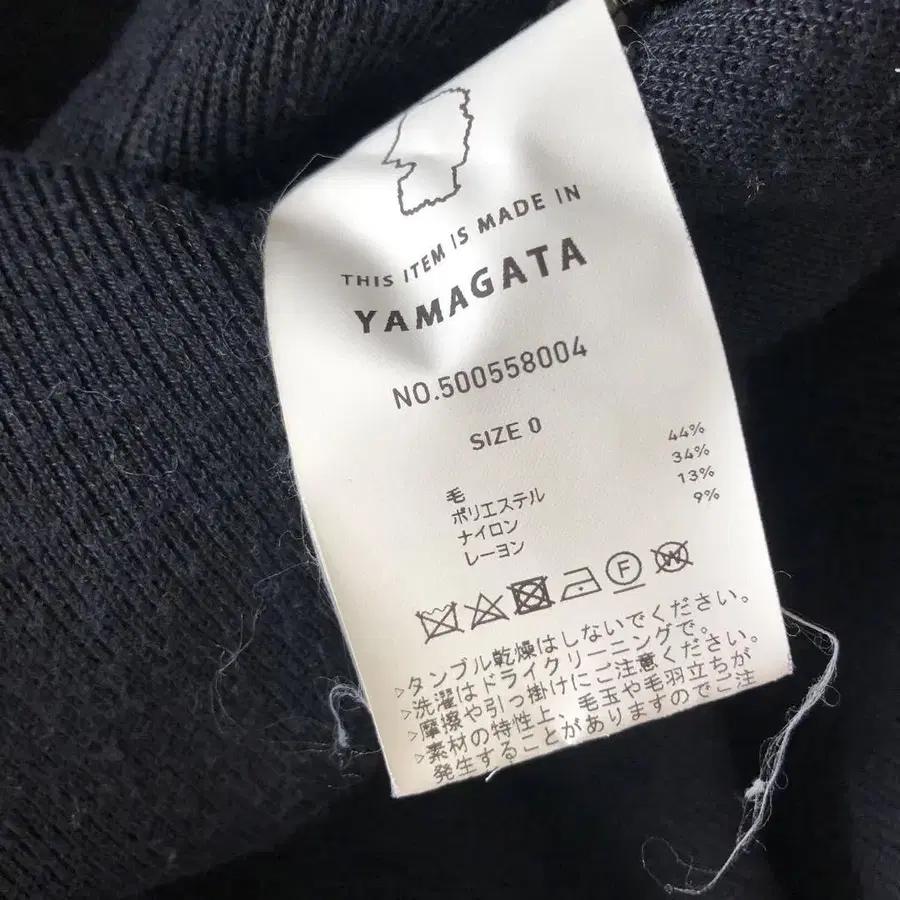 THIS ITEM IS MADE IN
YAMAGATA
NO.500558004
SIZE 0
毛 44%
ポリエステル 34%
ナイロン 13%
レーヨン 9%
F W
▷タンブル乾燥はしないでください。
▷洗濯はドライクリーニングで。
▷摩擦や引っ掛けにご注意ください。
▷素材の特性上、毛玉や毛羽立ちが
発生することがありますのでご注